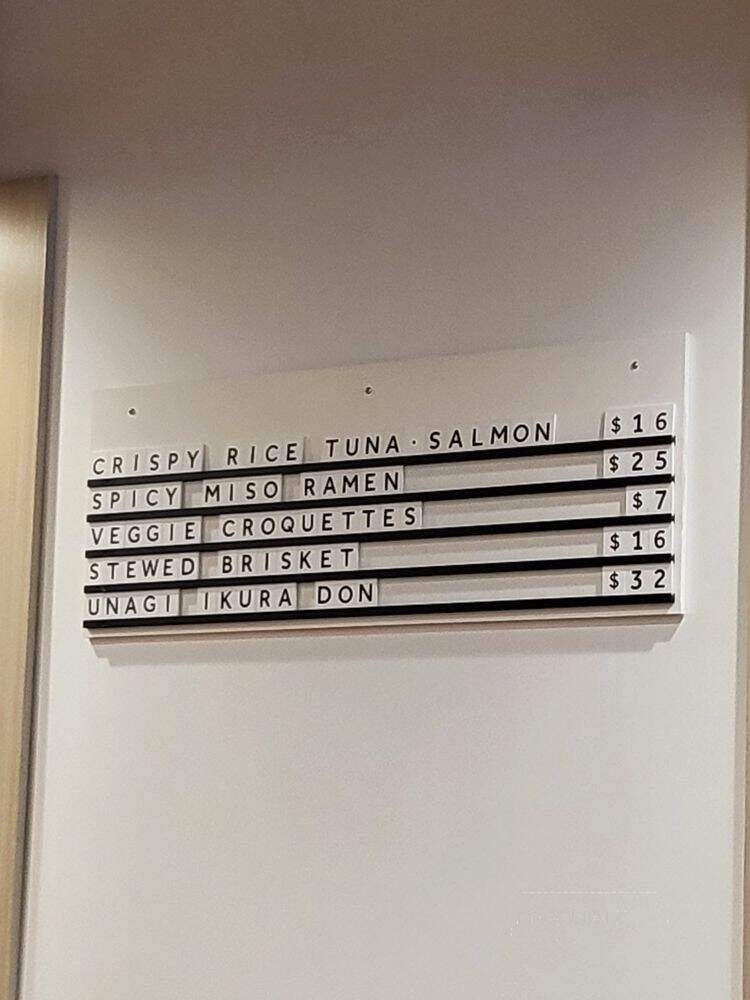 CRISPY RICE TUNA·SALMON $16
SPICY MISO RAMEN $25
VEGGIE CROQUETTES $7
STEWED BRISKET $16
UNAGI IKURA DON $32